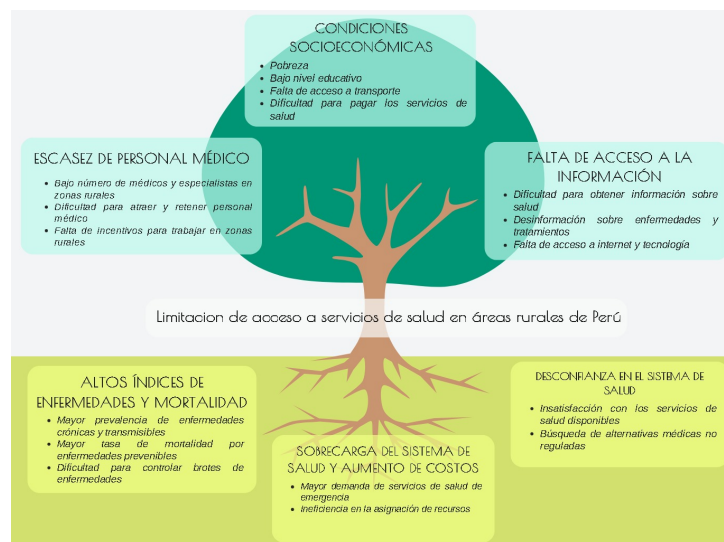 CONDICIONES
SOCIOECONÓMICAS
• Pobreza
• Bajo nivel educativo
• Falta de acceso a transporte
• Dificultad para pagar los servicios de
salud
ESCASEZ DE PERSONAL MÉDICO
• Bajo número de médicos y especialistas en
zonas rurales
• Dificultad para atraer y retener personal
médico
• Falta de incentivos para trabajar en zonas
rurales
FALTA DE ACCESO A LA
INFORMACIÓN
• Dificultad para obtener información sobre
salud
• Desinformación sobre enfermedades y
tratamientos
• Falta de acceso a internet y tecnología
Limitacion de acceso a servicios de salud en áreas rurales de Perú
ALTOS ÍNDICES DE
ENFERMEDADES Y MORTALIDAD
• Mayor prevalencia de enfermedades
crónicas y transmisibles
• Mayor tasa de mortalidad por
enfermedades prevenibles
• Dificultad para controlar brotes de
enfermedades
SOBRECARGA DEL SISTEMA DE
SALUD Y AUMENTO DE COSTOS
• Mayor demanda de servicios de salud de
emergencia
• Ineficiencia en la asignación de recursos
DESCONFIANZA EN EL SISTEMA DE
SALUD
• Insatisfacción con los servicios de
salud disponibles
• Búsqueda de alternativas médicas no
reguladas